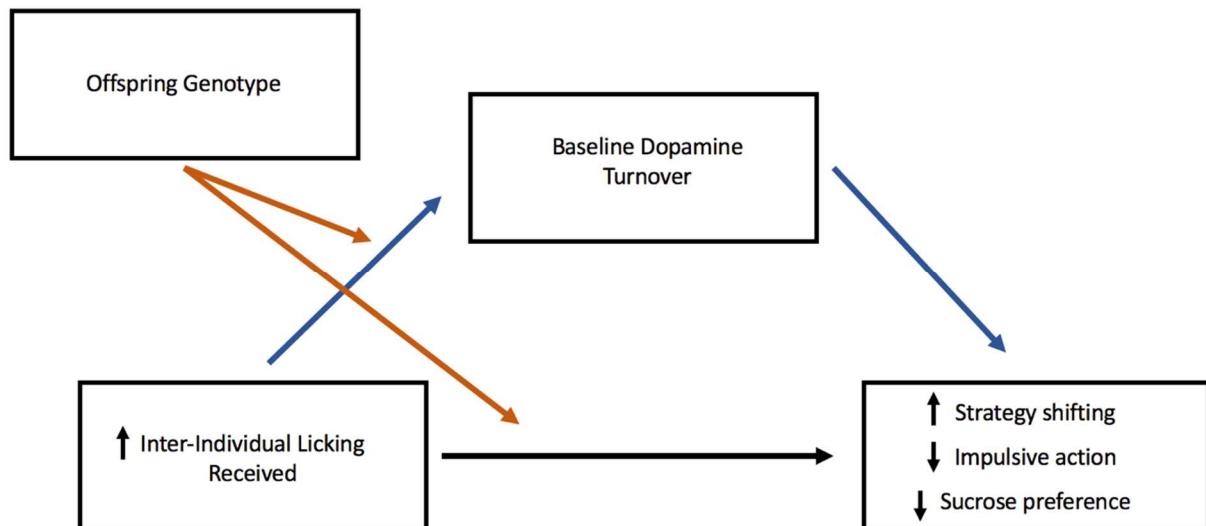 Offspring Genotype
Baseline Dopamine
Turnover
Inter-Individual Licking
Received
Strategy shifting
Impulsive action
Sucrose preference